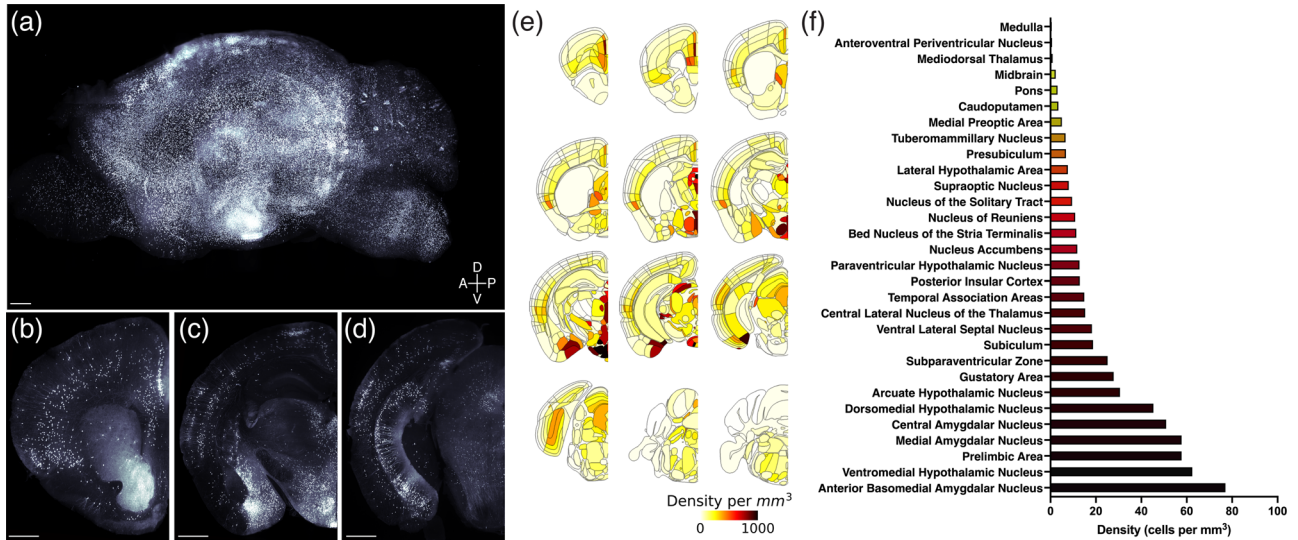 (a)
D
A P
V
(b)
(c)
(d)
(e)
Density per mm³
0 1000
(f)
Medulla
Anteroventral Periventricular Nucleus
Mediodorsal Thalamus
Midbrain
Pons
Caudoputamen
Medial Preoptic Area
Tuberomammillary Nucleus
Presubiculum
Lateral Hypothalamic Area
Supraoptic Nucleus
Nucleus of the Solitary Tract
Nucleus of Reuniens
Bed Nucleus of the Stria Terminalis
Nucleus Accumbens
Paraventricular Hypothalamic Nucleus
Posterior Insular Cortex
Temporal Association Areas
Central Lateral Nucleus of the Thalamus
Ventral Lateral Septal Nucleus
Subiculum
Subparaventricular Zone
Gustatory Area
Arcuate Hypothalamic Nucleus
Dorsomedial Hypothalamic Nucleus
Central Amygdalar Nucleus
Medial Amygdalar Nucleus
Prelimbic Area
Ventromedial Hypothalamic Nucleus
Anterior Basomedial Amygdalar Nucleus
0 20 40 60 80 100
Density (cells per mm³)